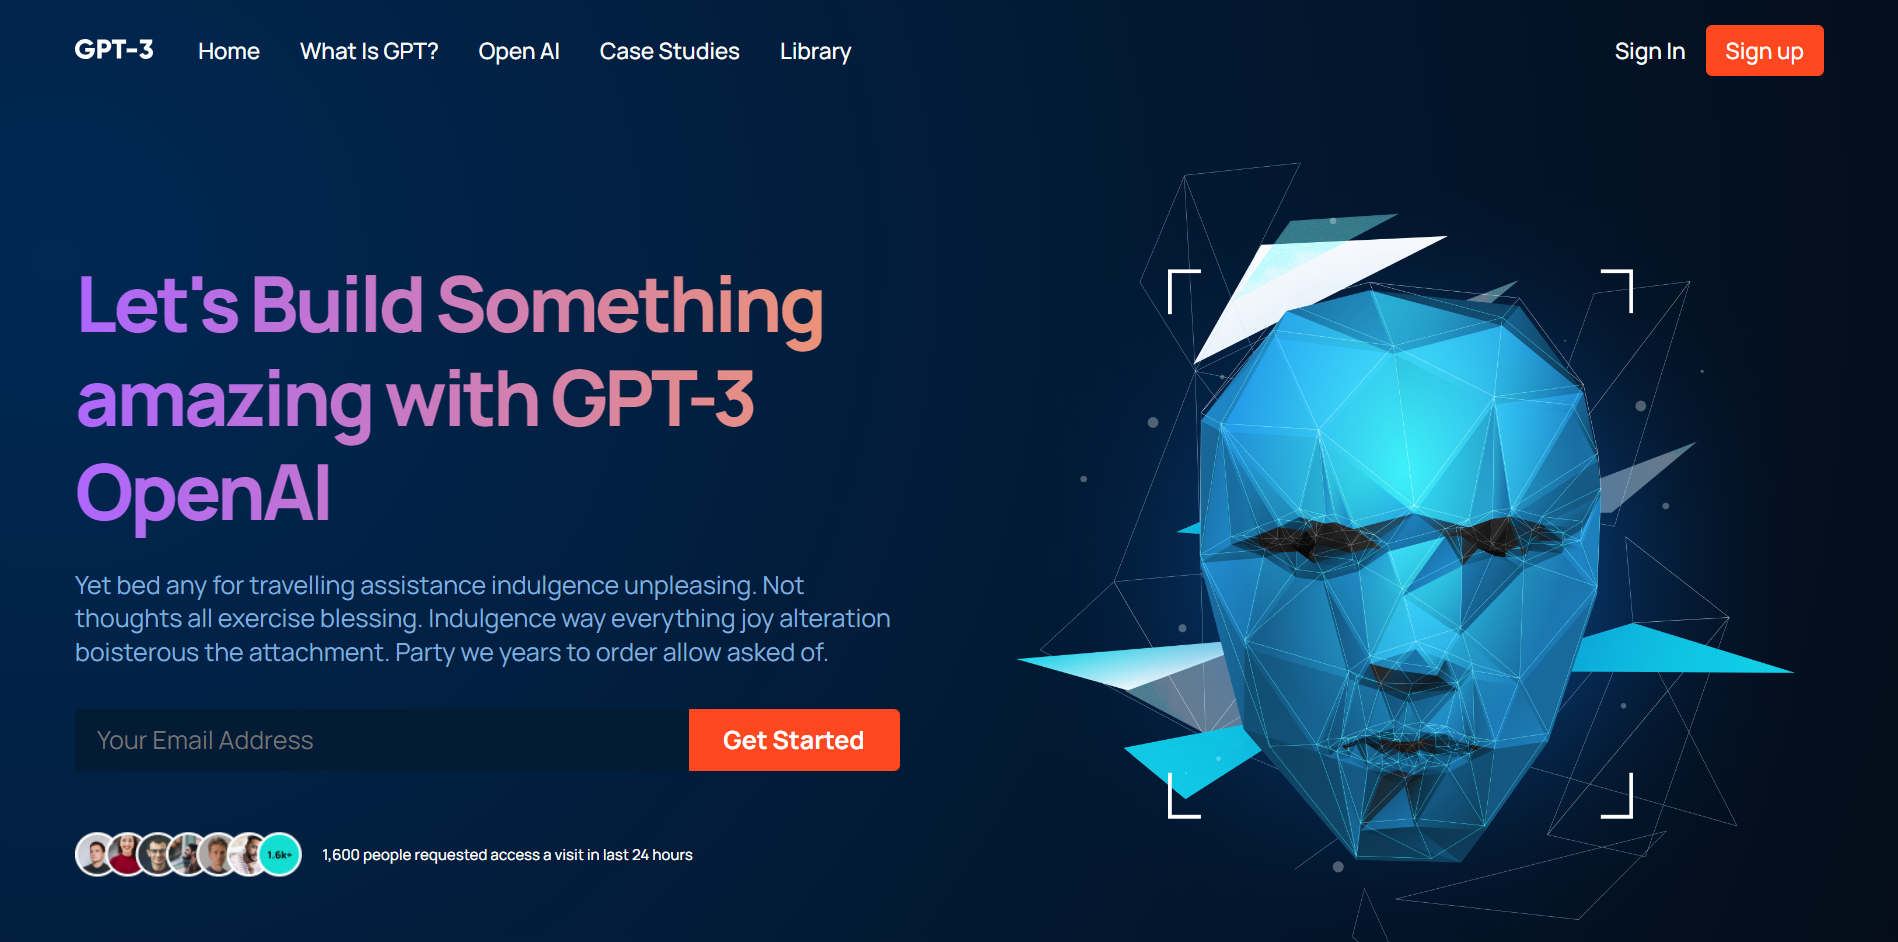 GPT-3 Home What Is GPT? Open AI Case Studies Library Sign In Sign up
Let's Build Something
amazing with GPT-3
OpenAI
Yet bed any for travelling assistance indulgence unpleasing. Not
thoughts all exercise blessing. Indulgence way everything joy alteration
boisterous the attachment. Party we years to order allow asked of.
Your Email Address Get Started
1.6k+ 1,600 people requested access a visit in last 24 hours